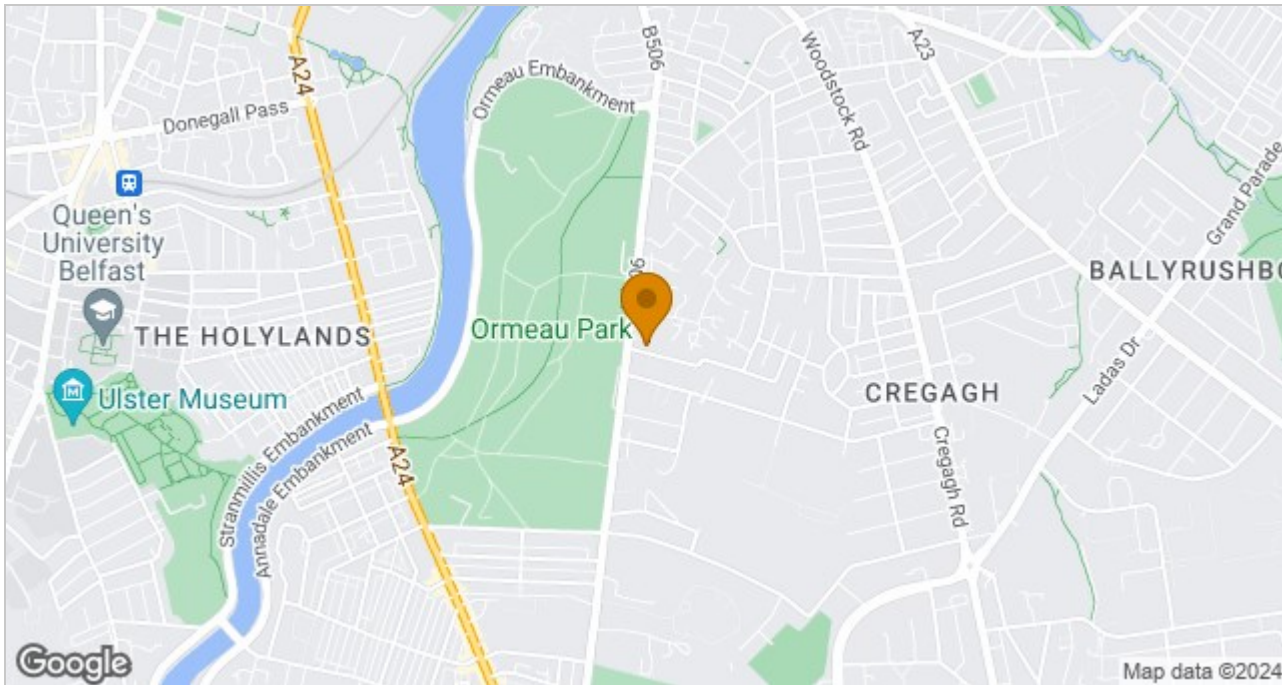 B506
A24
Ormeau Embankment
Donegall Pass
Woodstock Rd
A23
Grand Parade
Queen's
University
Belfast
BALLYRUSHBO
THE HOLYLANDS
Ormeau Park
Ulster Museum
CREGAGH
Ladas Dr
Stranmillis Embankment
Annadale Embankment
A24
Cregagh Rd
Google
Map data ©2024